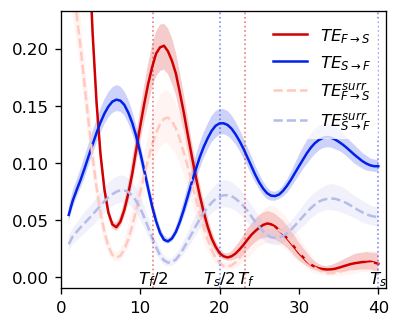 0.20
0.15
0.10
0.05
0.00
TE_{F→S}
TE_{S→F}
TE^{surr}_{F→S}
TE^{surr}_{S→F}
T_f/2
T_s/2
T_f
T_s
0
10
20
30
40